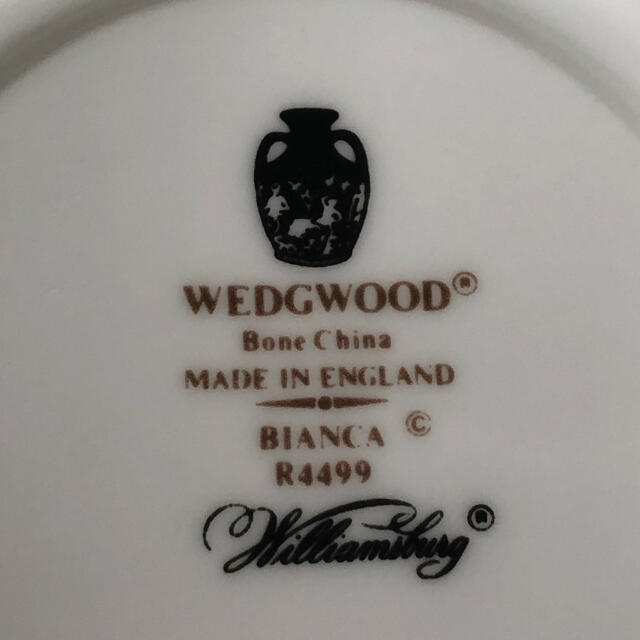 WEDGWOOD®
Bone China
MADE IN ENGLAND
BIANCA ©
R4499
Williamsburg®